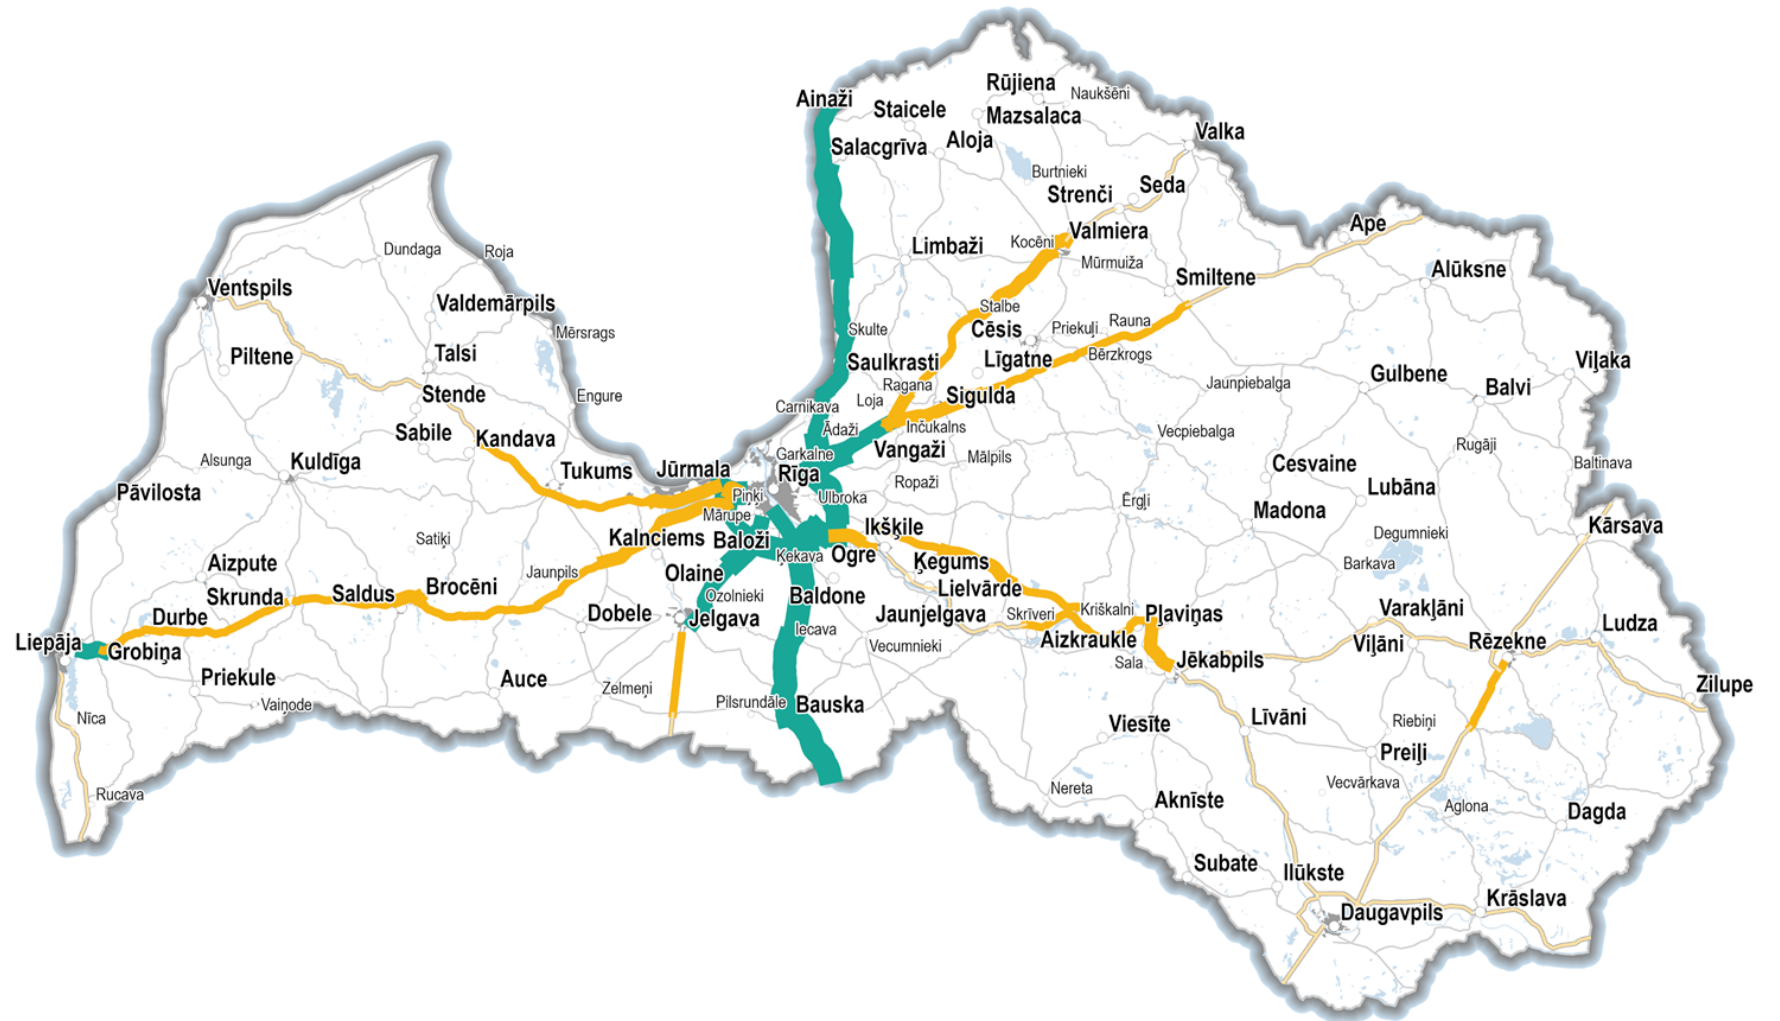 Rūjiena
Naukšēni
Ainaži
Staicele
Mazsalaca
Valka
Salacgrīva
Aloja
Burtnieki
Strenči
Seda
Ape
Valmiera
Kocēni
Limbaži
Dundaga
Roja
Mūrmuiža
Alūksne
Smiltene
Ventspils
Valdemārpils
Stalbe
Mērsrags
Skulte
Cēsis
Priekuļi
Rauna
Piltene
Talsi
Bērzkrogs
Saulkrasti
Līgatne
Viļaka
Gulbene
Balvi
Ragana
Jaunpiebalga
Stende
Engure
Loja
Sigulda
Carnikava
Ādaži
Inčukalns
Sabile
Kandava
Vecpiebalga
Rugāji
Garkalne
Vangaži
Mālpils
Alsunga
Kuldīga
Tukums
Jūrmala
Rīga
Cesvaine
Baltinava
Ropaži
Lubāna
Pāvilosta
Piņķi
Ulbroka
Ērgļi
Madona
Mārupe
Ikšķile
Degumnieki
Kārsava
Satiķi
Kalnciems
Baloži
Ķekava
Ogre
Aizpute
Jaunpils
Olaine
Ķegums
Barkava
Brocēni
Lielvārde
Skrunda
Saldus
Ozolnieki
Baldone
Durbe
Dobele
Jelgava
Jaunjelgava
Skrīveri
Kriškalni
Pļaviņas
Varakļāni
Iecava
Ludza
Liepāja
Grobiņa
Vecumnieki
Aizkraukle
Viļāni
Rēzekne
Sala
Jēkabpils
Priekule
Auce
Zelmeņi
Zilupe
Vaiņode
Pilsrundāle
Bauska
Nīca
Viesīte
Līvāni
Riebiņi
Preiļi
Rucava
Nereta
Vecvārkava
Aknīste
Aglona
Dagda
Subate
Ilūkste
Krāslava
Daugavpils